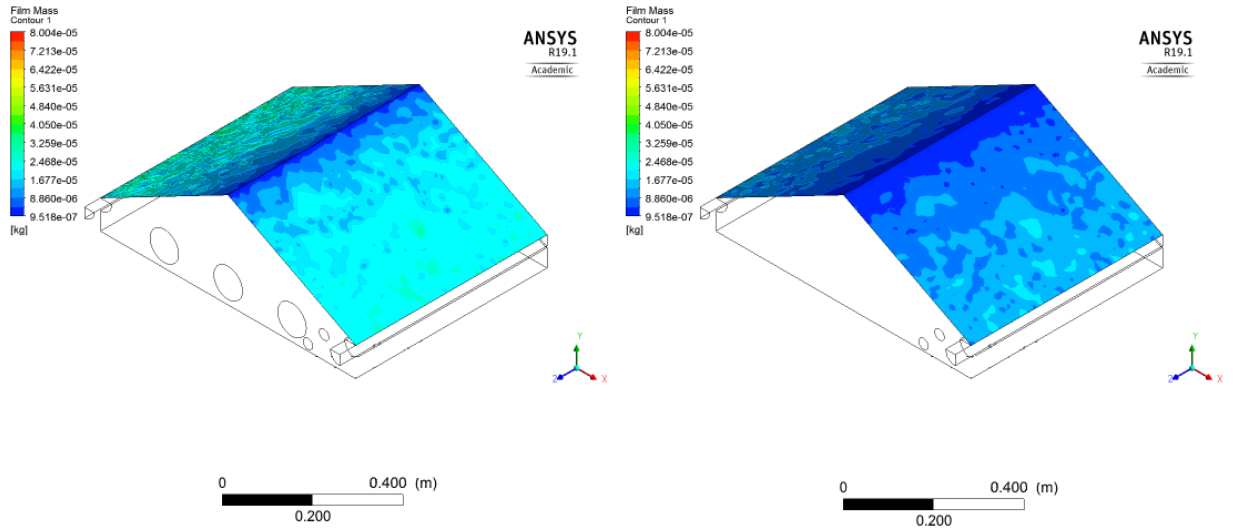 Film Mass
Contour 1
8.004e-05
7.213e-05
6.422e-05
5.631e-05
4.840e-05
4.050e-05
3.259e-05
2.468e-05
1.677e-05
8.860e-06
9.518e-07
[kg]
ANSYS
R19.1
Academic
Y
Z
X
0
0.400
(m)
0.200
Film Mass
Contour 1
8.004e-05
7.213e-05
6.422e-05
5.631e-05
4.840e-05
4.050e-05
3.259e-05
2.468e-05
1.677e-05
8.860e-06
9.518e-07
[kg]
ANSYS
R19.1
Academic
Y
Z
X
0
0.400
(m)
0.200